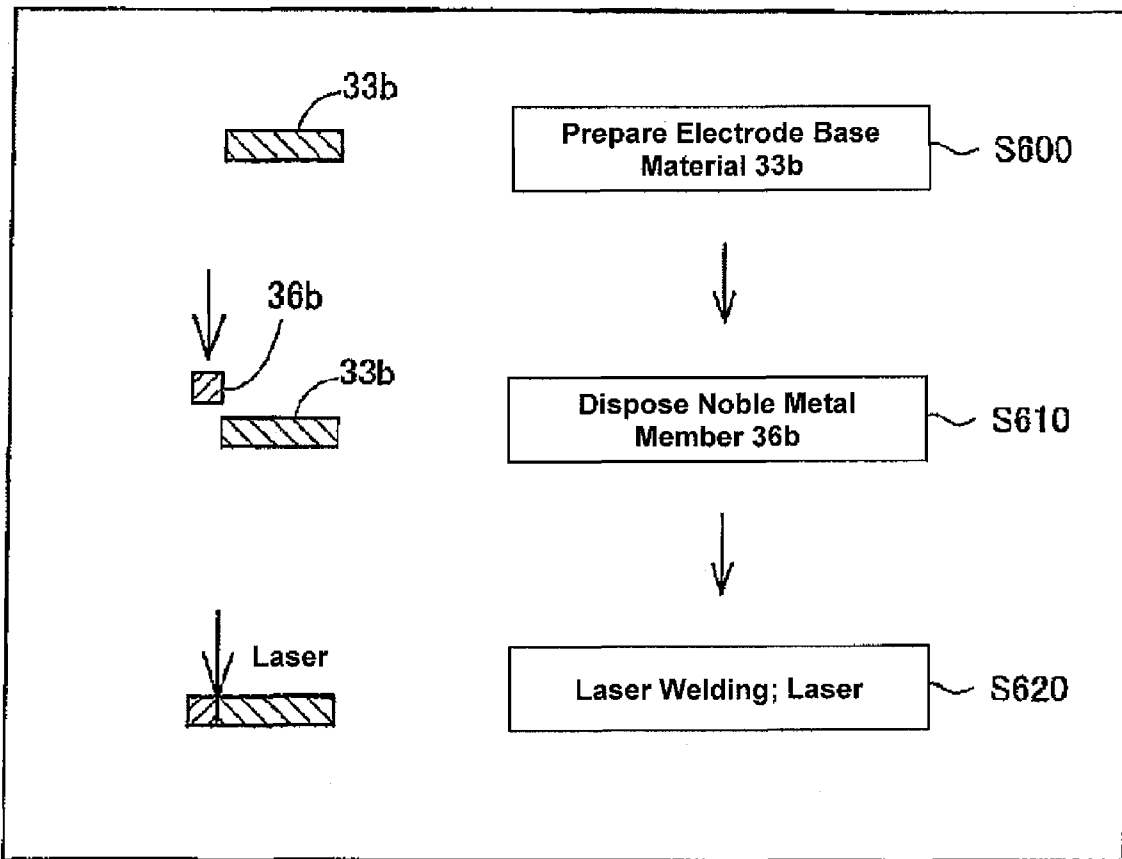 33b
Prepare Electrode Base
Material 33b
S600
36b
33b
Dispose Noble Metal
Member 36b
S610
Laser
Laser Welding; Laser
S620